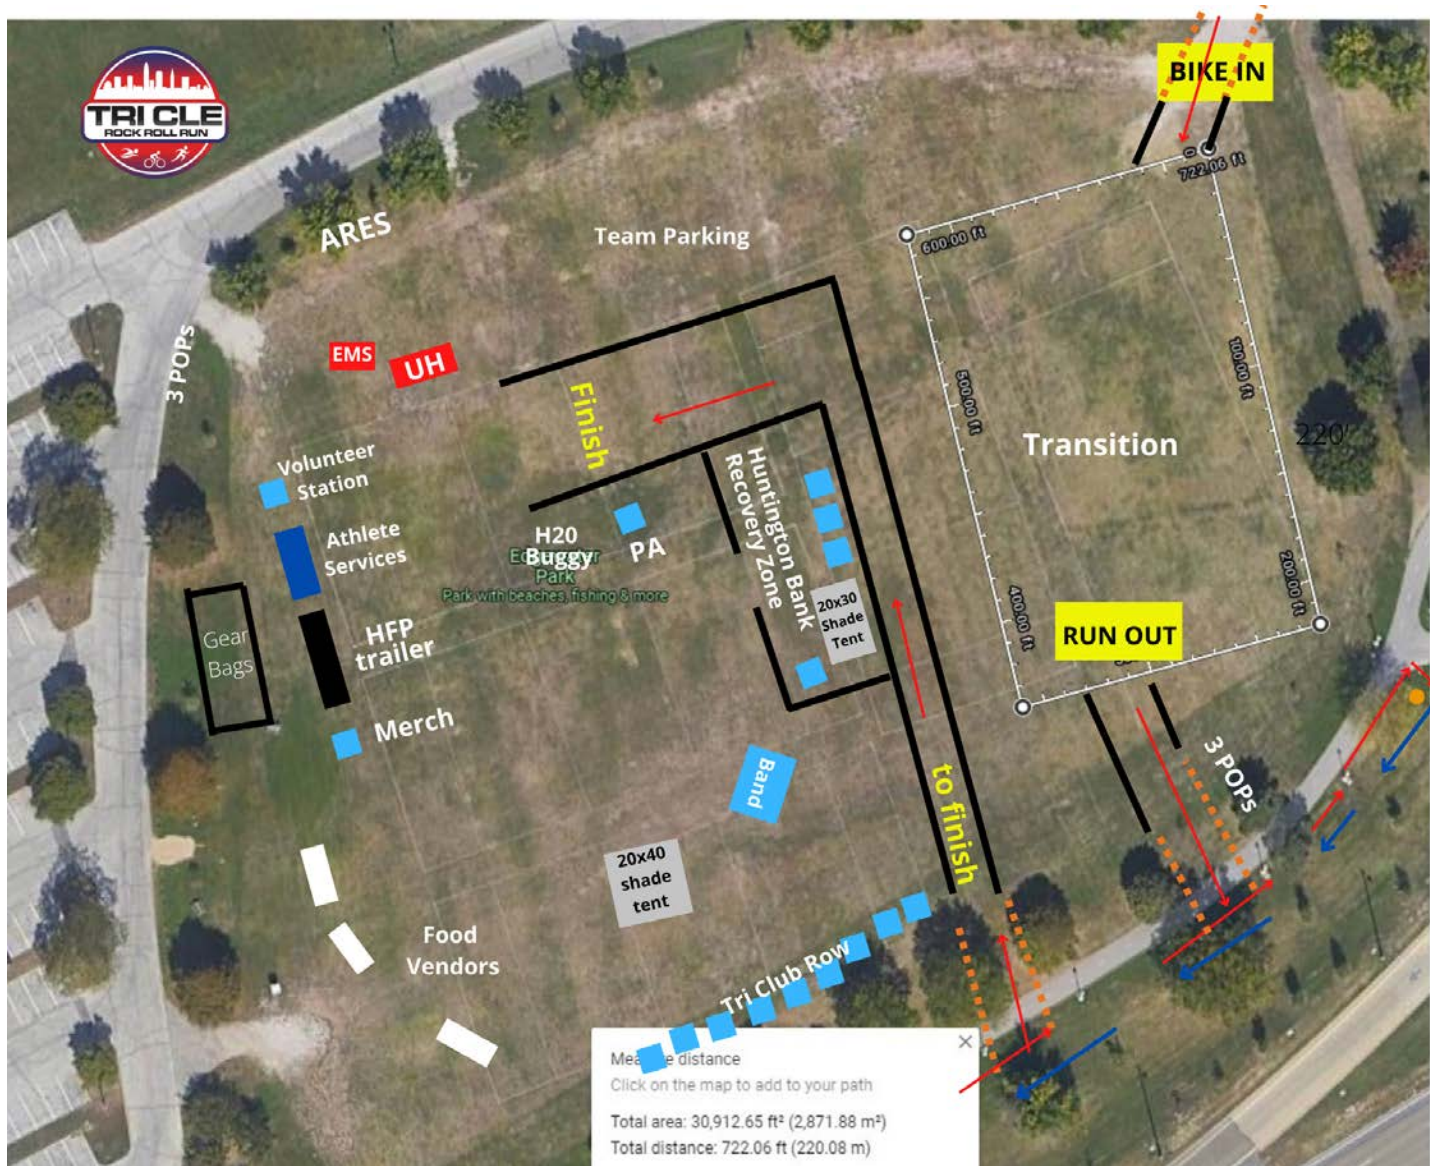 TRI CLE
ROCK ROLL RUN
BIKE IN
0
722.06 ft
600.00 ft
ARES
Team Parking
3 POPs
EMS
UH
Finish
100.00 ft
500.00 ft
Transition
220'
Volunteer
Station
Huntington Bank
Recovery Zone
Athlete
Services
H20
Buggy
PA
Park
Park with beaches, fishing & more
200.00 ft
400.00 ft
20x30
Shade
Tent
RUN OUT
Gear
Bags
HFP
trailer
Merch
3 POPs
Band
to finish
20x40
shade
tent
Food
Vendors
Tri Club Row
distance
Click on the map to add to your path
Total area: 30,912.65 ft² (2,871.88 m²)
Total distance: 722.06 ft (220.08 m)